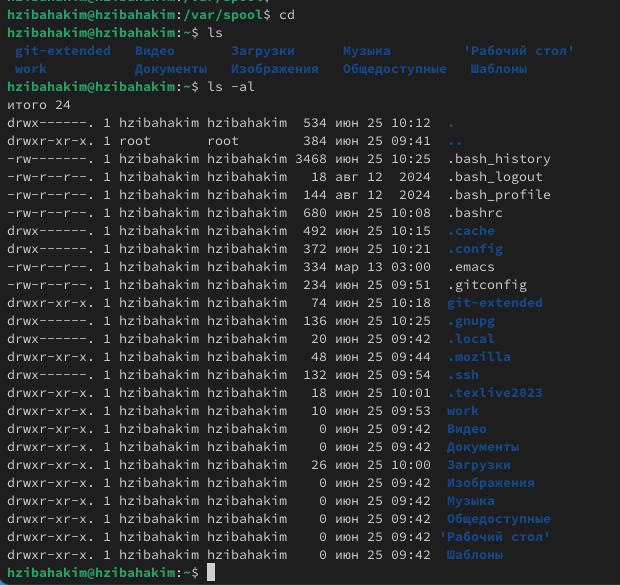 hzibahakim@hzibahakim:/var/spool$ cd
hzibahakim@hzibahakim:~$ ls
git-extended Видео Загрузки Музыка 'Рабочий стол'
work Документы Изображения Общедоступные Шаблоны
hzibahakim@hzibahakim:~$ ls -al
итого 24
drwx------. 1 hzibahakim hzibahakim 534 июн 25 10:12 .
drwxr-xr-x. 1 root root 384 июн 25 09:41 ..
-rw-------. 1 hzibahakim hzibahakim 3468 июн 25 10:25 .bash_history
-rw-r--r--. 1 hzibahakim hzibahakim 18 авг 12 2024 .bash_logout
-rw-r--r--. 1 hzibahakim hzibahakim 144 авг 12 2024 .bash_profile
-rw-r--r--. 1 hzibahakim hzibahakim 680 июн 25 10:08 .bashrc
drwx------. 1 hzibahakim hzibahakim 492 июн 25 10:15 .cache
drwx------. 1 hzibahakim hzibahakim 372 июн 25 10:21 .config
-rw-r--r--. 1 hzibahakim hzibahakim 334 мар 13 03:00 .emacs
-rw-r--r--. 1 hzibahakim hzibahakim 234 июн 25 09:51 .gitconfig
drwxr-xr-x. 1 hzibahakim hzibahakim 74 июн 25 10:18 git-extended
drwx------. 1 hzibahakim hzibahakim 136 июн 25 10:25 .gnupg
drwx------. 1 hzibahakim hzibahakim 20 июн 25 09:42 .local
drwxr-xr-x. 1 hzibahakim hzibahakim 48 июн 25 09:44 .mozilla
drwx------. 1 hzibahakim hzibahakim 132 июн 25 09:54 .ssh
drwxr-xr-x. 1 hzibahakim hzibahakim 18 июн 25 10:01 .texlive2023
drwxr-xr-x. 1 hzibahakim hzibahakim 10 июн 25 09:53 work
drwxr-xr-x. 1 hzibahakim hzibahakim 0 июн 25 09:42 Видео
drwxr-xr-x. 1 hzibahakim hzibahakim 0 июн 25 09:42 Документы
drwxr-xr-x. 1 hzibahakim hzibahakim 26 июн 25 10:00 Загрузки
drwxr-xr-x. 1 hzibahakim hzibahakim 0 июн 25 09:42 Изображения
drwxr-xr-x. 1 hzibahakim hzibahakim 0 июн 25 09:42 Музыка
drwxr-xr-x. 1 hzibahakim hzibahakim 0 июн 25 09:42 Общедоступные
drwxr-xr-x. 1 hzibahakim hzibahakim 0 июн 25 09:42 'Рабочий стол'
drwxr-xr-x. 1 hzibahakim hzibahakim 0 июн 25 09:42 Шаблоны
hzibahakim@hzibahakim:~$